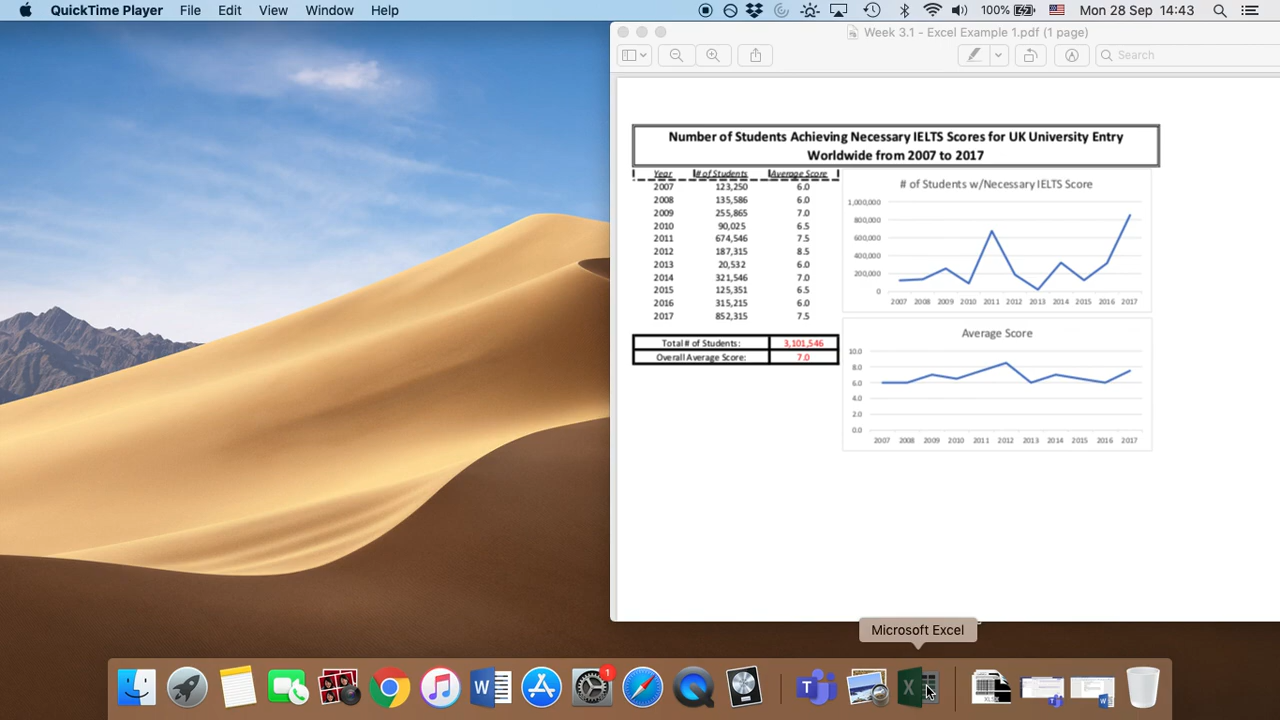 QuickTime Player File Edit View Window Help 100% Mon 28 Sep 14:43
Week 3.1 - Excel Example 1.pdf (1 page)
Search
Number of Students Achieving Necessary IELTS Scores for UK University Entry
Worldwide from 2007 to 2017
Year # of Students Average Score
2007 123,250 6.0
2008 135,586 6.0
2009 255,865 7.0
2010 90,025 6.5
2011 674,546 7.5
2012 187,315 8.5
2013 20,532 6.0
2014 321,546 7.0
2015 125,351 6.5
2016 315,215 6.0
2017 852,315 7.5
Total # of Students: 3,101,546
Overall Average Score: 7.0
# of Students w/Necessary IELTS Score
1,000,000
800,000
600,000
400,000
200,000
0
2007 2008 2009 2010 2011 2012 2013 2014 2015 2016 2017
Average Score
10.0
8.0
6.0
4.0
2.0
0.0
2007 2008 2009 2010 2011 2012 2013 2014 2015 2016 2017
Microsoft Excel
W
1
T
X
XLSX
T
W